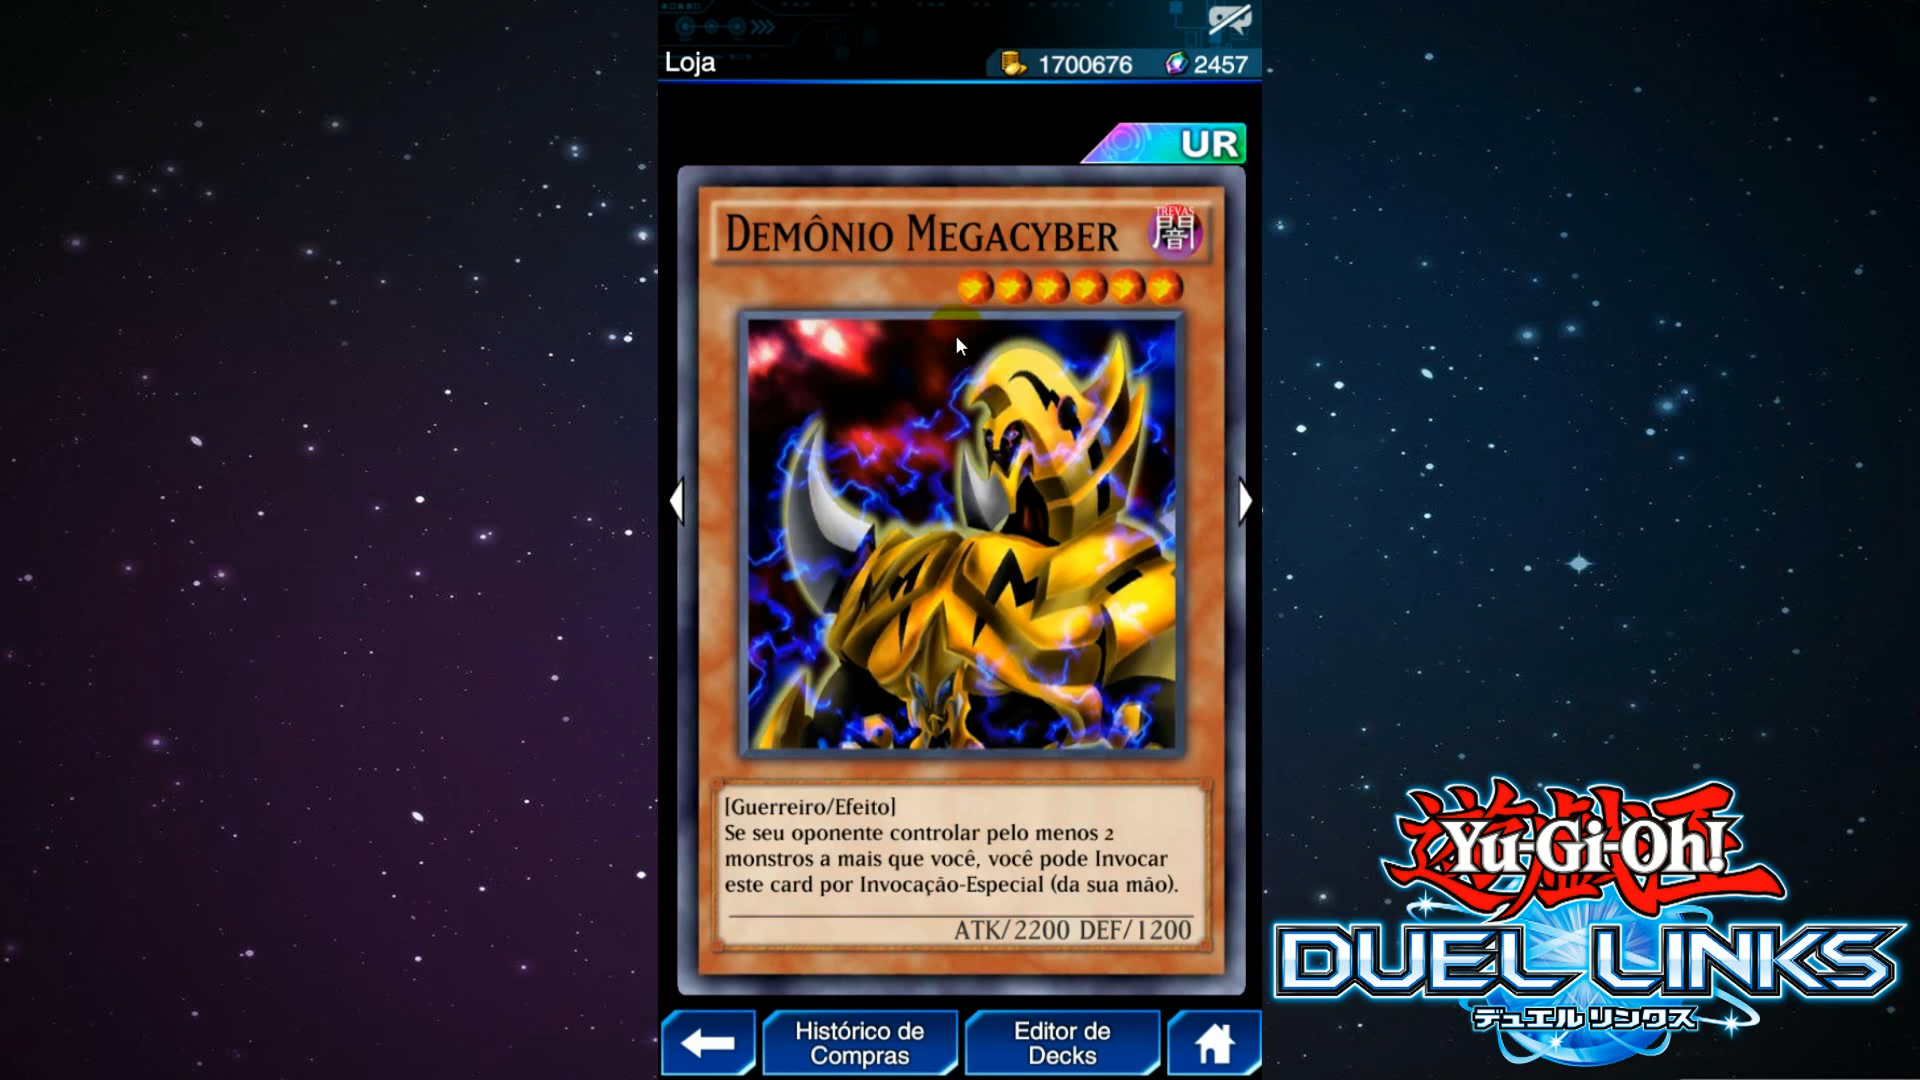 Loja
1700676
2457
UR
DEMÔNIO MEGACYBER
TREVAS
闇
[Guerreiro/Efeito]
Se seu oponente controlar pelo menos 2
monstros a mais que você, você pode Invocar
este card por Invocação-Especial (da sua mão).
ATK/2200 DEF/1200
Histórico de
Compras
Editor de
Decks
遊戯王
Yu-Gi-Oh!
DUEL LINKS
デュエル リンクス